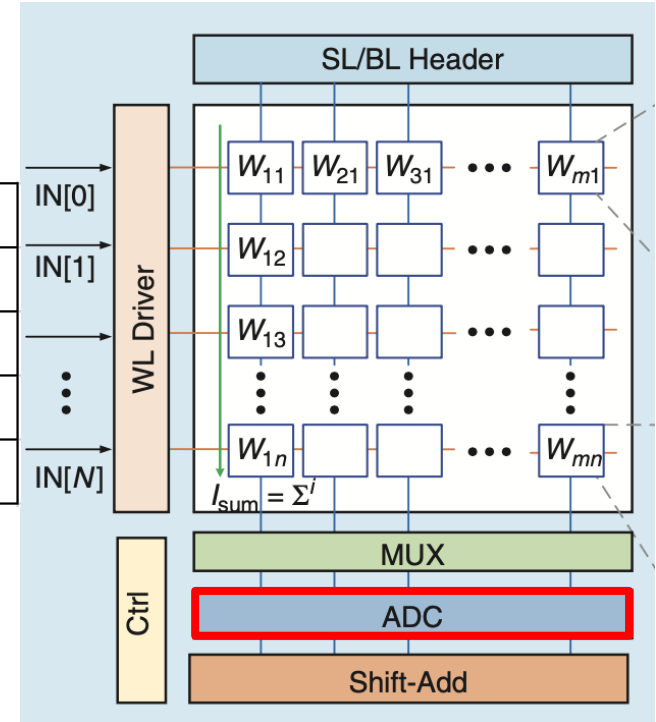 SL/BL Header
IN[0]
IN[1]
IN[N]
WL Driver
W11 W21 W31 ••• Wm1
W12 •••
W13 •••
W1n ••• Wmn
Isum = Σi
MUX
Ctrl
ADC
Shift-Add